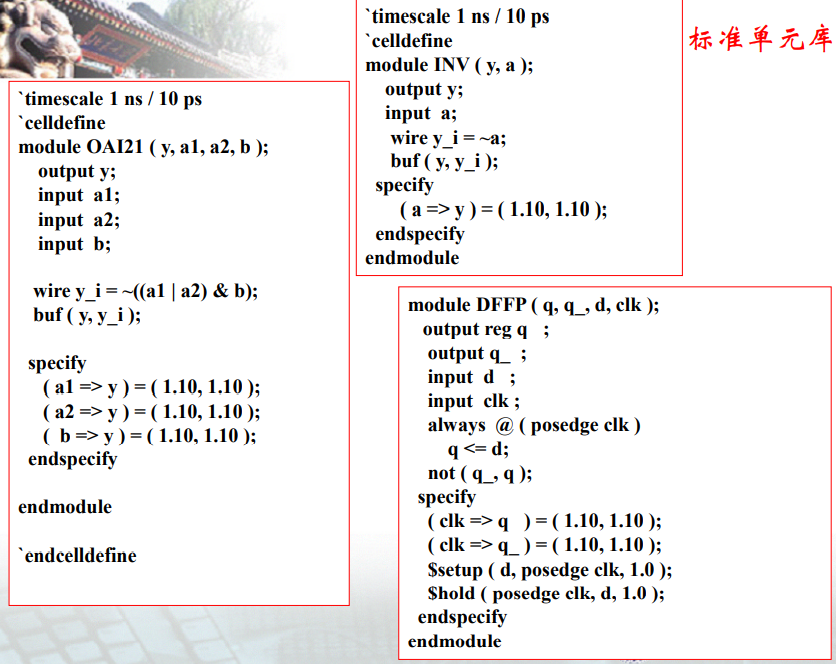 标准单元库
`timescale 1 ns / 10 ps
`celldefine
module OAI21 ( y, a1, a2, b );
output y;
input a1;
input a2;
input b;
wire y_i = ~((a1 | a2) & b);
buf ( y, y_i );
specify
( a1 => y ) = ( 1.10, 1.10 );
( a2 => y ) = ( 1.10, 1.10 );
( b => y ) = ( 1.10, 1.10 );
endspecify
endmodule
`endcelldefine
`timescale 1 ns / 10 ps
`celldefine
module INV ( y, a );
output y;
input a;
wire y_i = ~a;
buf ( y, y_i );
specify
( a => y ) = ( 1.10, 1.10 );
endspecify
endmodule
module DFFP ( q, q_, d, clk );
output reg q ;
output q_ ;
input d ;
input clk ;
always @ ( posedge clk )
q <= d;
not ( q_, q );
specify
( clk => q ) = ( 1.10, 1.10 );
( clk => q_ ) = ( 1.10, 1.10 );
$setup ( d, posedge clk, 1.0 );
$hold ( posedge clk, d, 1.0 );
endspecify
endmodule